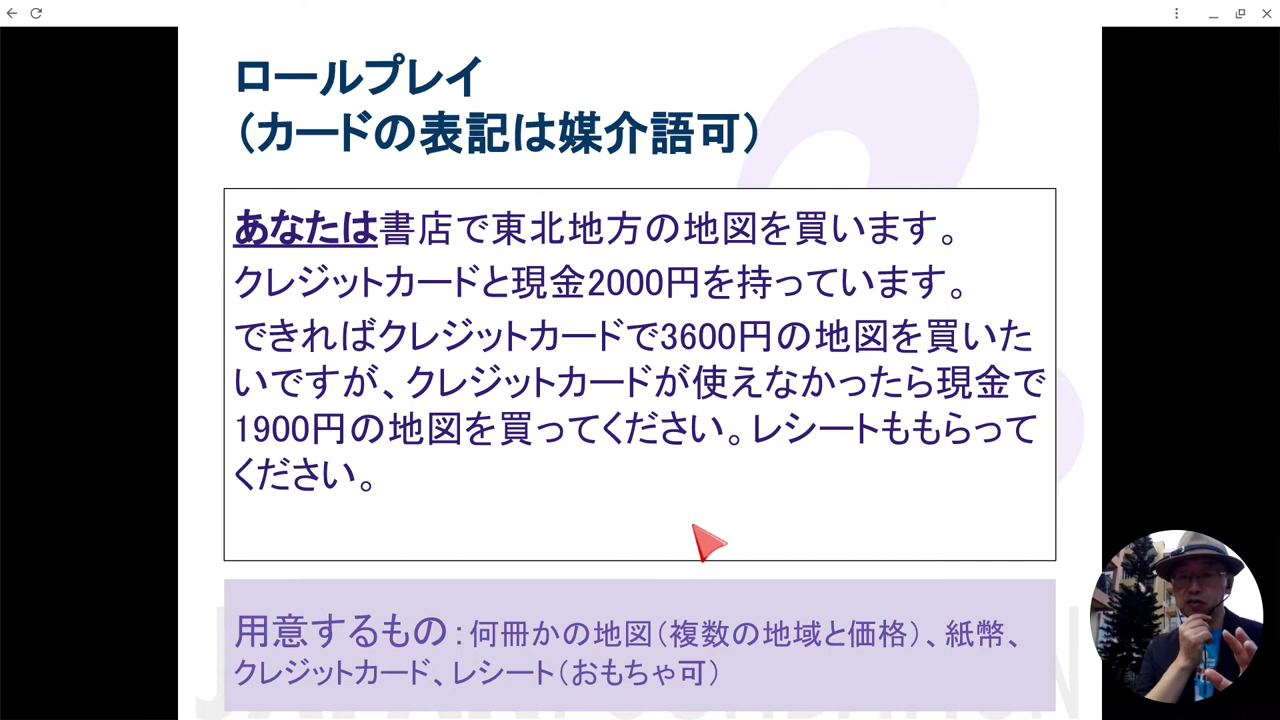 ロールプレイ
（カードの表記は媒介語可）
あなたは書店で東北地方の地図を買います。
クレジットカードと現金2000円を持っています。
できればクレジットカードで3600円の地図を買いた
いですが、クレジットカードが使えなかったら現金で
1900円の地図を買ってください。レシートももらって
ください。
用意するもの：何冊かの地図（複数の地域と価格）、紙幣、
クレジットカード、レシート（おもちゃ可）